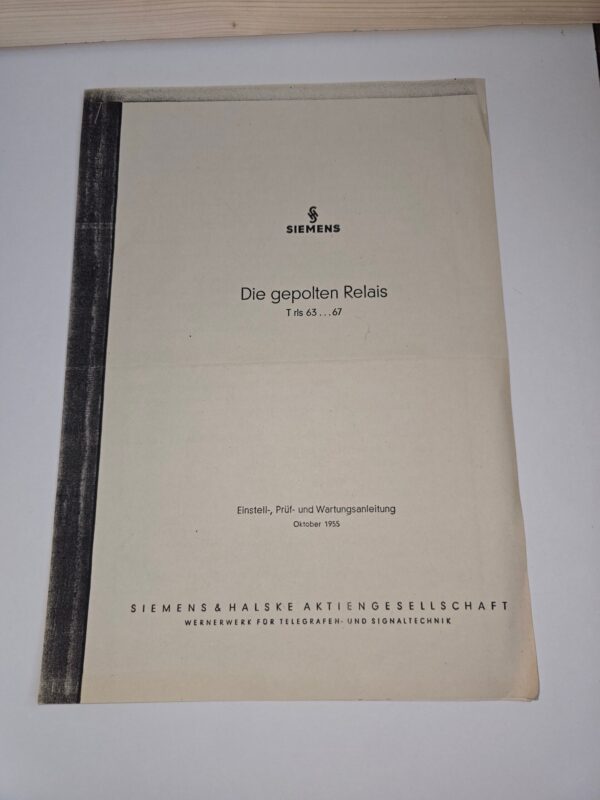 SIEMENS
Die gepolten Relais
T rls 63 . . . 67
Einstell-, Prüf- und Wartungsanleitung
Oktober 1955
SIEMENS & HALSKE AKTIENGESELLSCHAFT
WERNERWERK FÜR TELEGRAFEN- UND SIGNALTECHNIK